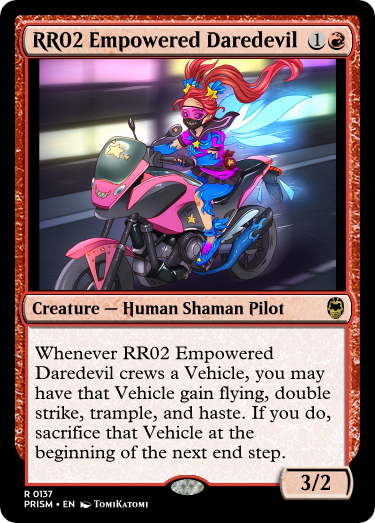 RR02 Empowered Daredevil 1
Creature — Human Shaman Pilot
Whenever RR02 Empowered
Daredevil crews a Vehicle, you may
have that Vehicle gain flying, double
strike, trample, and haste. If you do,
sacrifice that Vehicle at the
beginning of the next end step.
3/2
R 0137
PRISM • EN TomiKatomi